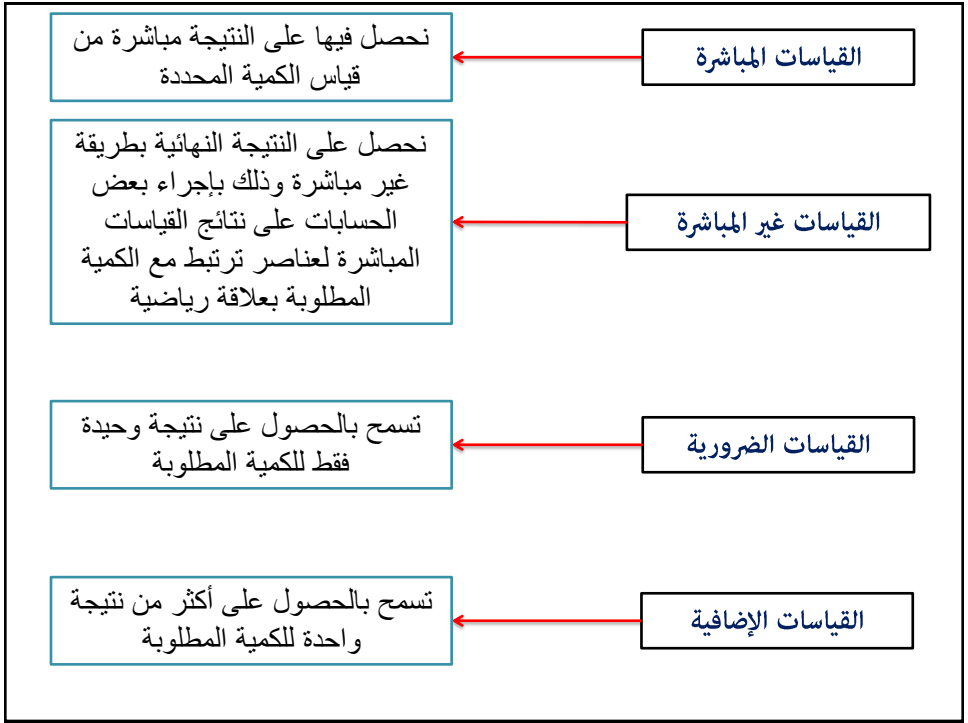 القياسات المباشرة
نحصل فيها على النتيجة مباشرة من
قياس الكمية المحددة
القياسات غير المباشرة
نحصل على النتيجة النهائية بطريقة
غير مباشرة وذلك بإجراء بعض
الحسابات على نتائج القياسات
المباشرة لعناصر ترتبط مع الكمية
المطلوبة بعلاقة رياضية
القياسات الضرورية
تسمح بالحصول على نتيجة وحيدة
فقط للكمية المطلوبة
القياسات الإضافية
تسمح بالحصول على أكثر من نتيجة
واحدة للكمية المطلوبة